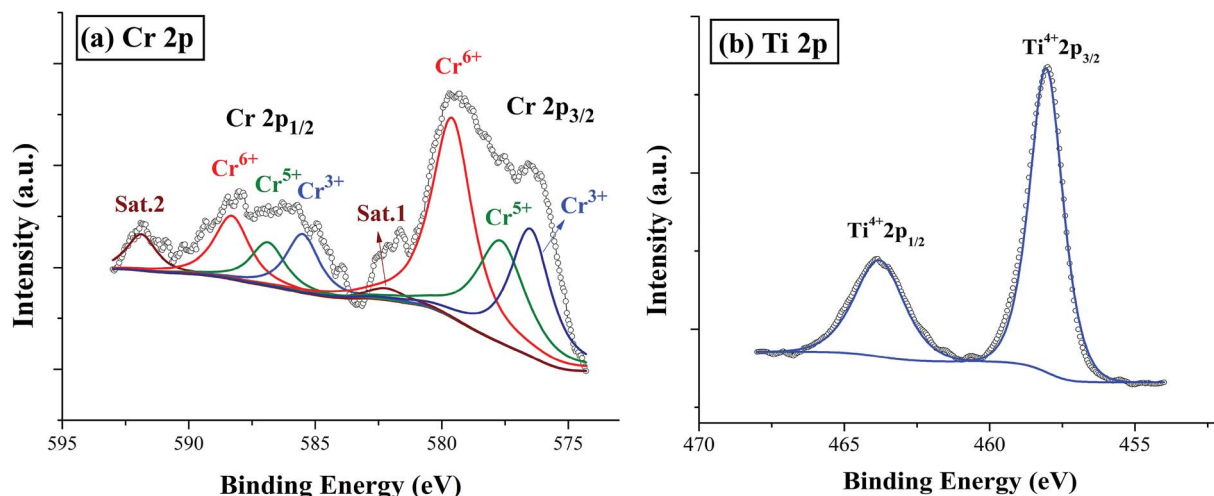 (a) Cr 2p
Cr⁶⁺
Cr 2p₁/₂
Cr 2p₃/₂
Cr⁶⁺
Cr⁵⁺
Cr³⁺
Sat.2
Sat.1
Cr⁵⁺
Cr³⁺
Intensity (a.u.)
595 590 585 580 575
Binding Energy (eV)
(b) Ti 2p
Ti⁴⁺2p₃/₂
Ti⁴⁺2p₁/₂
Intensity (a.u.)
470 465 460 455
Binding Energy (eV)